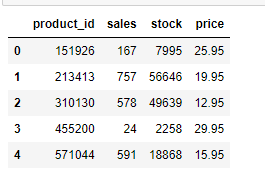 product_id sales stock price
0 151926 167 7995 25.95
1 213413 757 56646 19.95
2 310130 578 49639 12.95
3 455200 24 2258 29.95
4 571044 591 18868 15.95